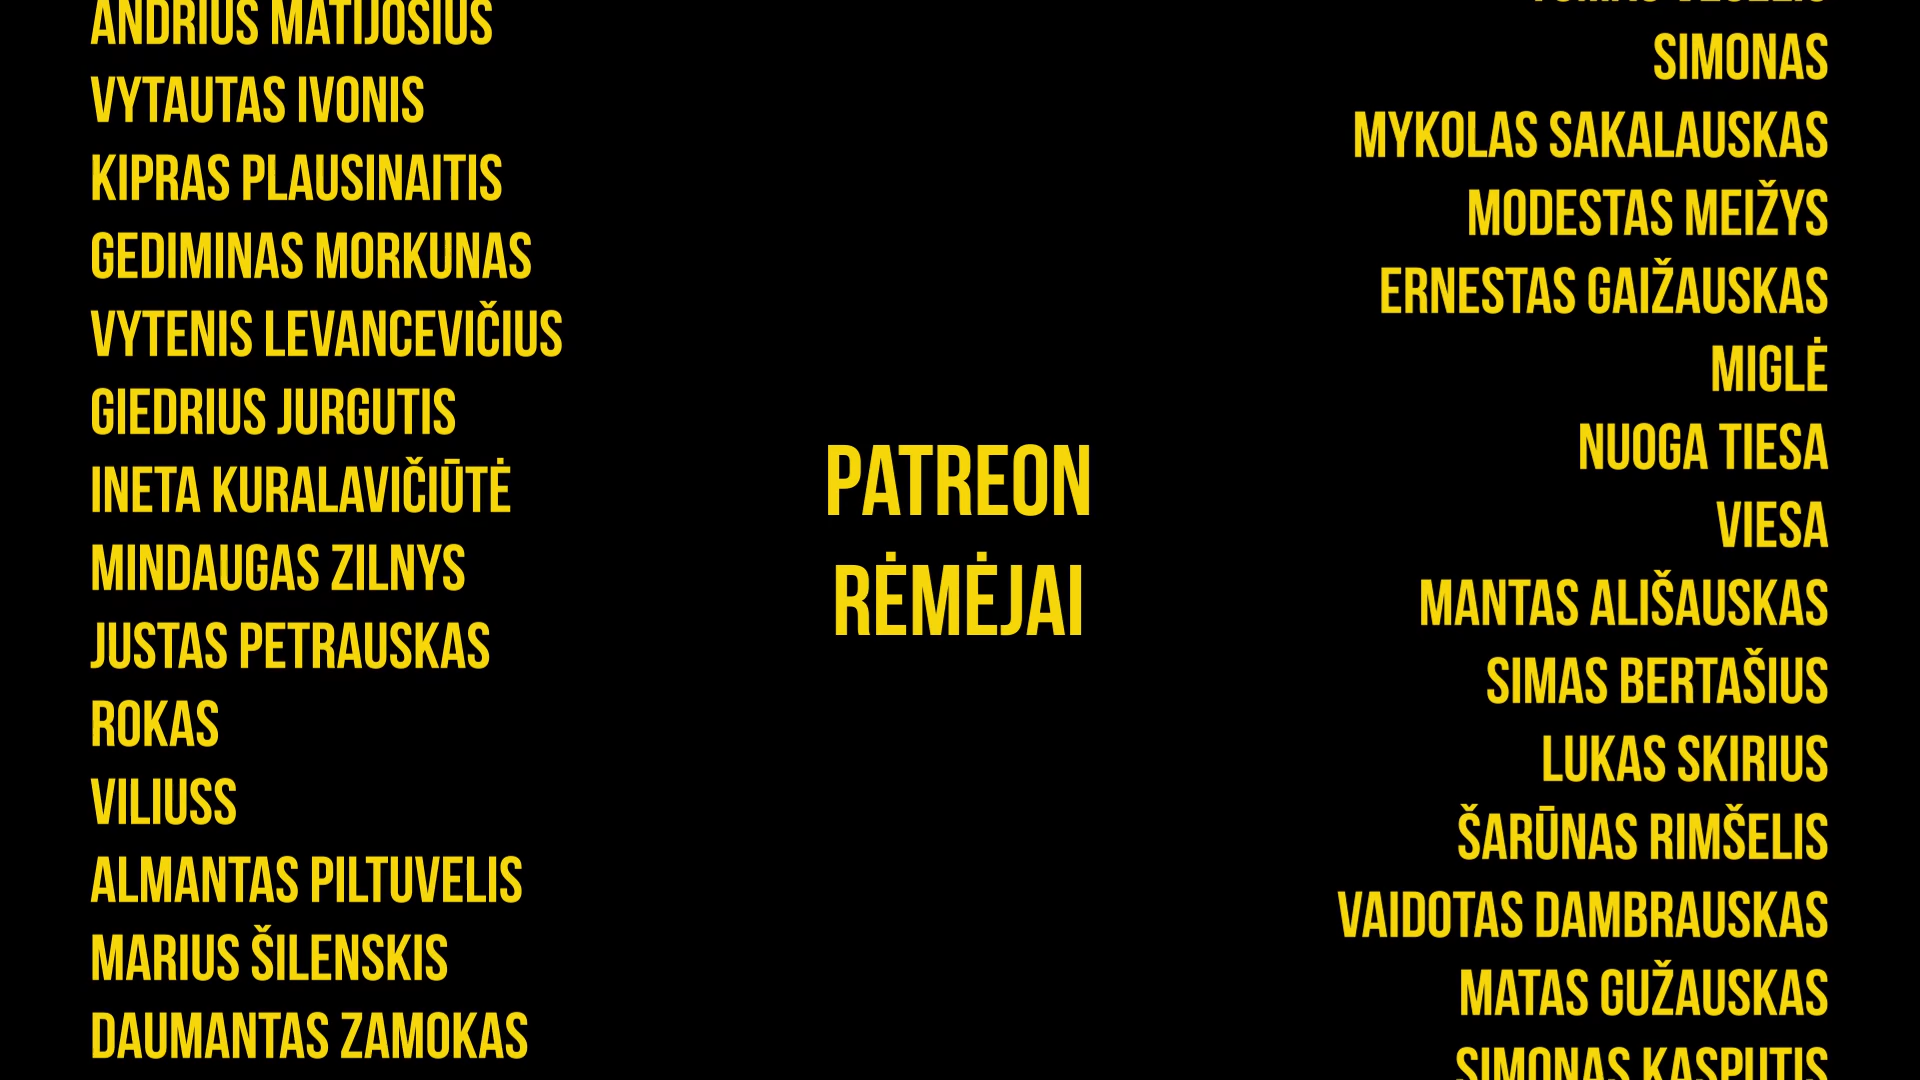 ANDRIUS MATIJOSIUS
VYTAUTAS IVONIS
KIPRAS PLAUSINAITIS
GEDIMINAS MORKUNAS
VYTENIS LEVANCEVIČIUS
GIEDRIUS JURGUTIS
INETA KURALAVIČIŪTĖ
MINDAUGAS ZILNYS
JUSTAS PETRAUSKAS
ROKAS
VILIUSS
ALMANTAS PILTUVELIS
MARIUS ŠILENSKIS
DAUMANTAS ZAMOKAS
PATREON
RĖMĖJAI
SIMONAS
MYKOLAS SAKALAUSKAS
MODESTAS MEIŽYS
ERNESTAS GAIŽAUSKAS
MIGLĖ
NUOGA TIESA
VIESA
MANTAS ALIŠAUSKAS
SIMAS BERTAŠIUS
LUKAS SKIRIUS
ŠARŪNAS RIMŠELIS
VAIDOTAS DAMBRAUSKAS
MATAS GUŽAUSKAS
SIMONAS KASPUTIS